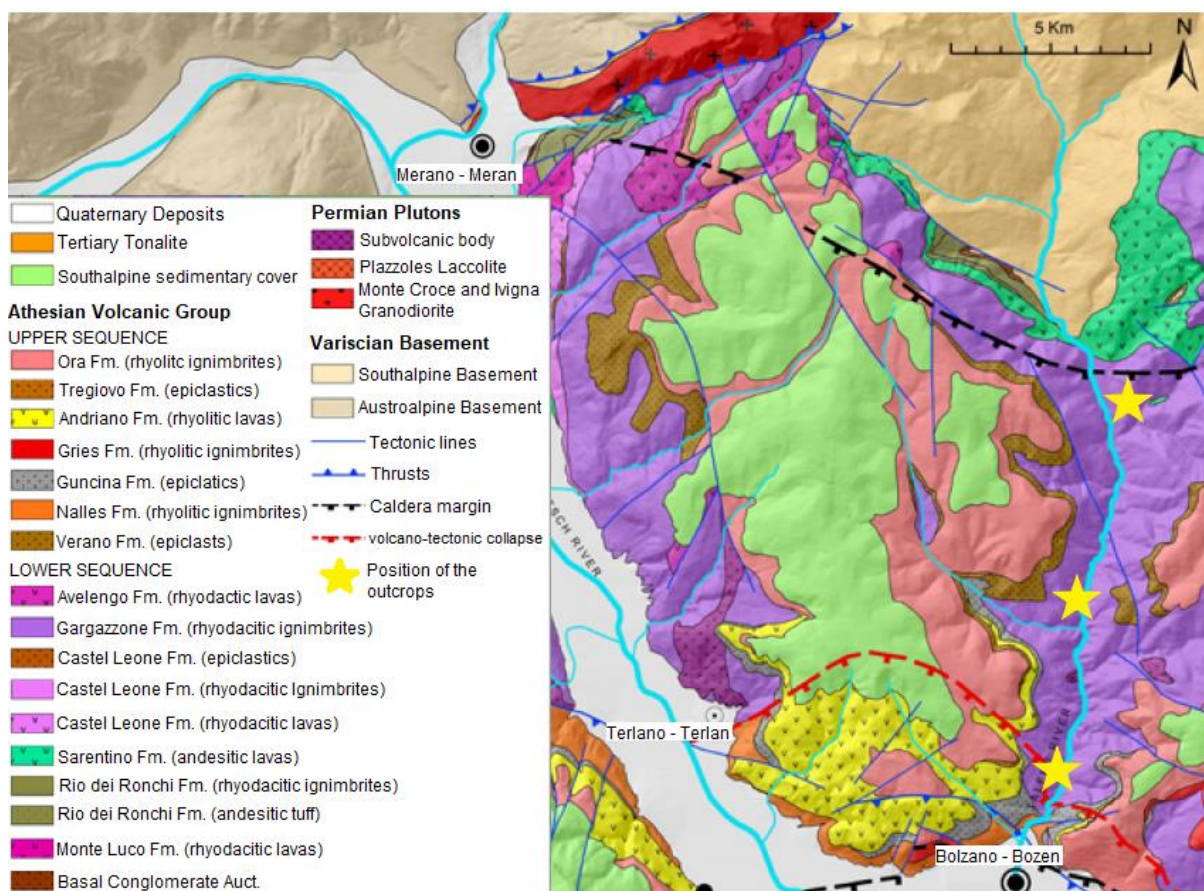 5 Km
N
Merano - Meran
Quaternary Deposits
Tertiary Tonalite
Southalpine sedimentary cover
Athesian Volcanic Group
UPPER SEQUENCE
Ora Fm. (rhyolitc ignimbrites)
Tregiovo Fm. (epiclastics)
Andriano Fm. (rhyolitic lavas)
Gries Fm. (rhyolitic ignimbrites)
Guncina Fm. (epiclatics)
Nalles Fm. (rhyolitic ignimbrites)
Verano Fm. (epiclasts)
LOWER SEQUENCE
Avelengo Fm. (rhyodactic lavas)
Gargazzone Fm. (rhyodacitic ignimbrites)
Castel Leone Fm. (epiclastics)
Castel Leone Fm. (rhyodacitic Ignimbrites)
Castel Leone Fm. (rhyodacitic lavas)
Sarentino Fm. (andesitic lavas)
Rio dei Ronchi Fm. (rhyodacitic ignimbrites)
Rio dei Ronchi Fm. (andesitic tuff)
Monte Luco Fm. (rhyodacitic lavas)
Basal Conglomerate Auct.
Permian Plutons
Subvolcanic body
Plazzoles Laccolite
Monte Croce and Ivigna
Granodiorite
Variscian Basement
Southalpine Basement
Austroalpine Basement
Tectonic lines
Thrusts
Caldera margin
volcano-tectonic collapse
Position of the
outcrops
ESCH RIVER
Terlano - Terlan
RIVER
Bolzano - Bozen